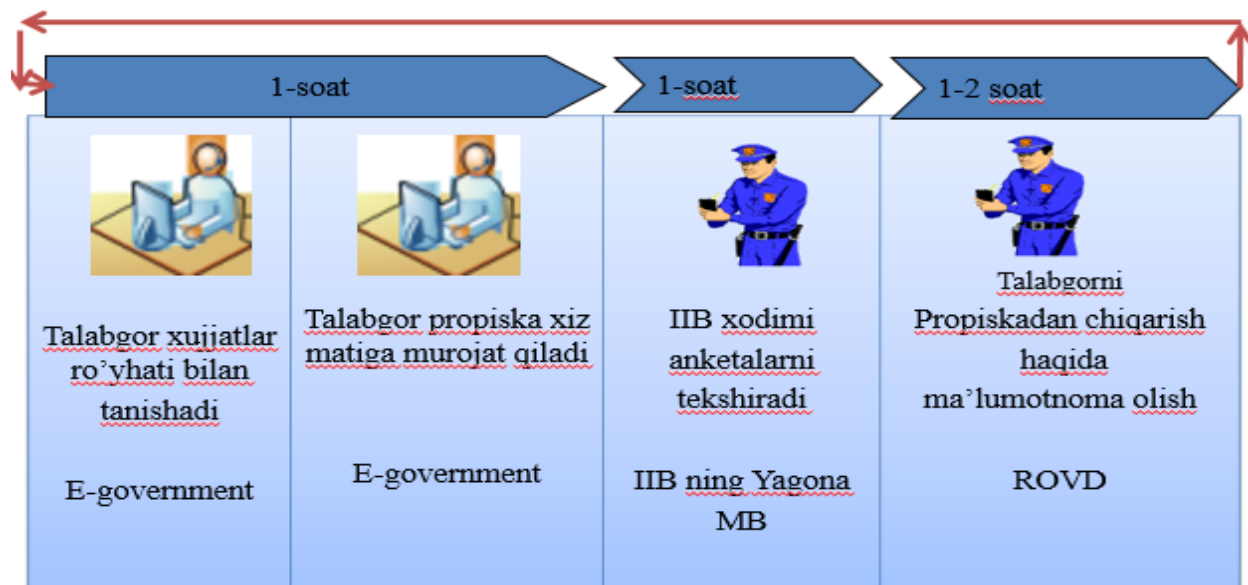 1-soat
1-soat
1-2 soat
Talabgor xujjatlar
ro’yhati bilan
tanishadi
E-government
Talabgor propiska xiz
matiga murojat qiladi
E-government
IIB xodimi
anketalarni
tekshiradi
IIB ning Yagona
MB
Talabgorni
Propiskadan chiqarish
haqida
ma’lumotnoma olish
ROVD